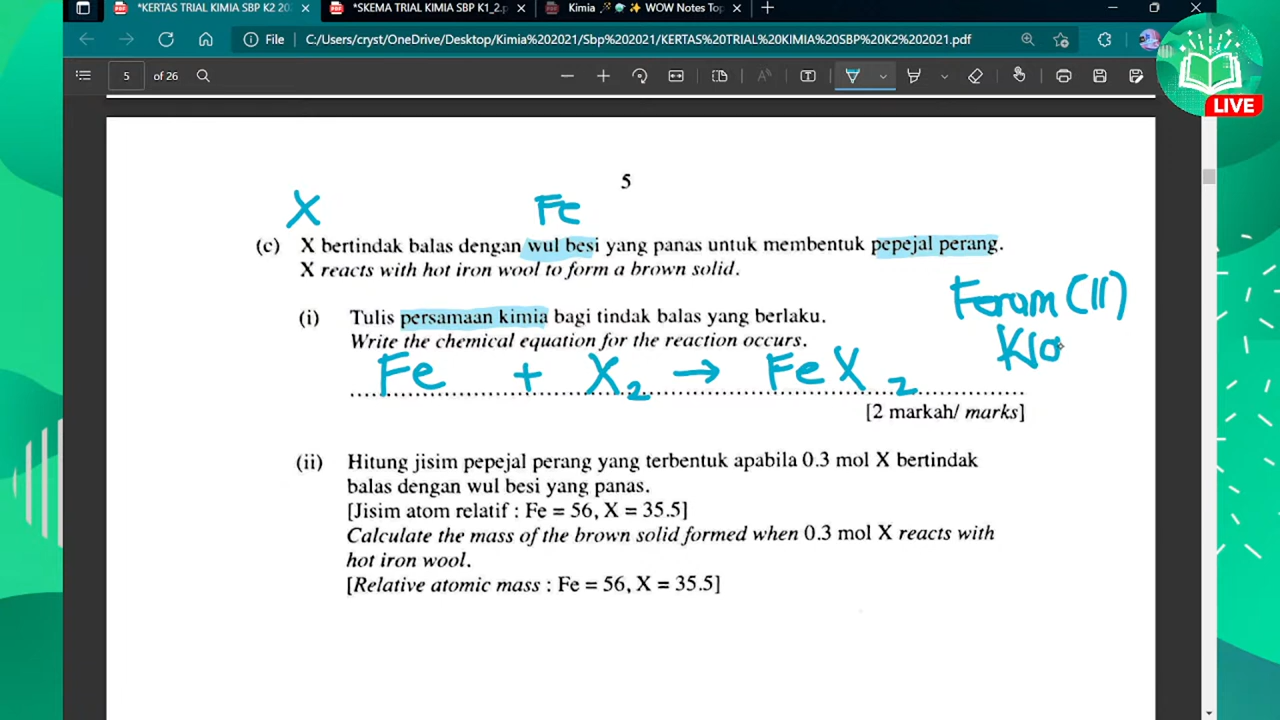 *KERTAS TRIAL KIMIA SBP K2 202
*SKEMA TRIAL KIMIA SBP K1_2.p
Kimia 🪄 🧪 ✨ WOW Notes Top
File
C:/Users/cryst/OneDrive/Desktop/Kimia%202021/Sbp%202021/KERTAS%20TRIAL%20KIMIA%20SBP%20K2%202021.pdf
LIVE
5 of 26
5
X Fe
(c) X bertindak balas dengan wul besi yang panas untuk membentuk pepejal perang.
X reacts with hot iron wool to form a brown solid.
Ferum (II)
(i) Tulis persamaan kimia bagi tindak balas yang berlaku.
Write the chemical equation for the reaction occurs.
Klo
Fe + X₂ → FeX₂
[2 markah/ marks]
(ii) Hitung jisim pepejal perang yang terbentuk apabila 0.3 mol X bertindak
balas dengan wul besi yang panas.
[Jisim atom relatif : Fe = 56, X = 35.5]
Calculate the mass of the brown solid formed when 0.3 mol X reacts with
hot iron wool.
[Relative atomic mass : Fe = 56, X = 35.5]